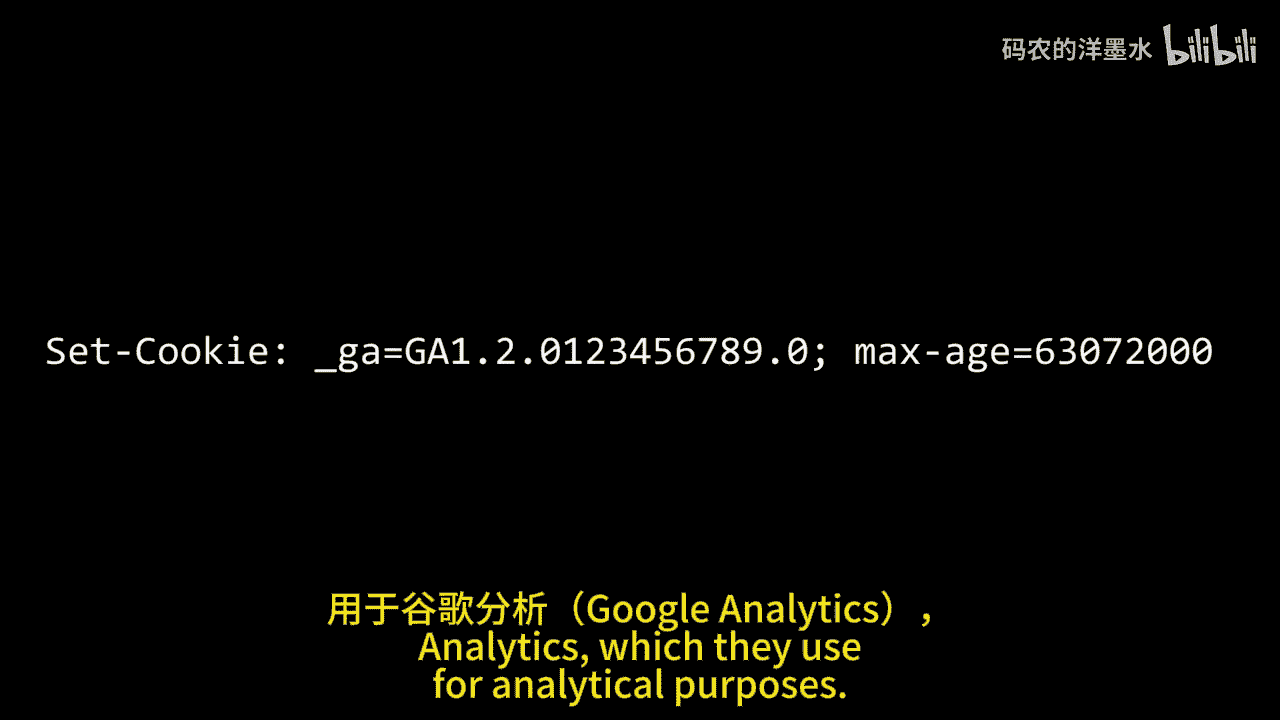 码农的洋墨水 bilibili
Set-Cookie: _ga=GA1.2.0123456789.0; max-age=63072000
用于谷歌分析（Google Analytics），
Analytics, which they use
for analytical purposes.